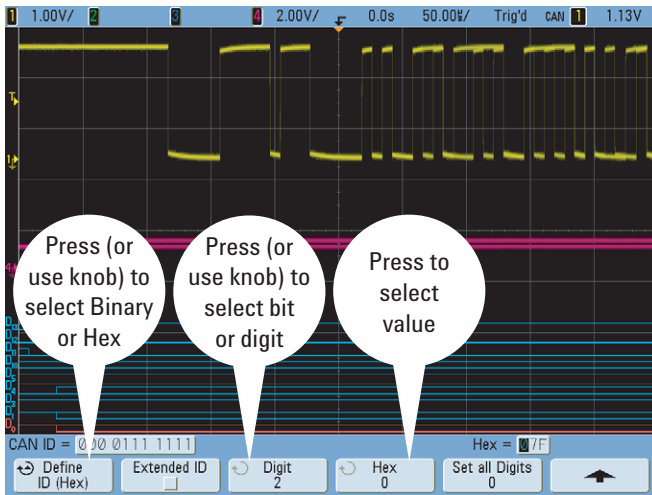 1 1.00V/ 2 3 4 2.00V/ 0.0s 50.00%/ Trig'd CAN 1 1.13V
T
1
Press (or
use knob) to
select Binary
or Hex
Press (or
use knob) to
select bit
or digit
Press to
select
value
4
CAN ID = 000 0111 1111 Hex = 07F
Define
ID (Hex)
Extended ID
Digit
2
Hex
0
Set all Digits
0